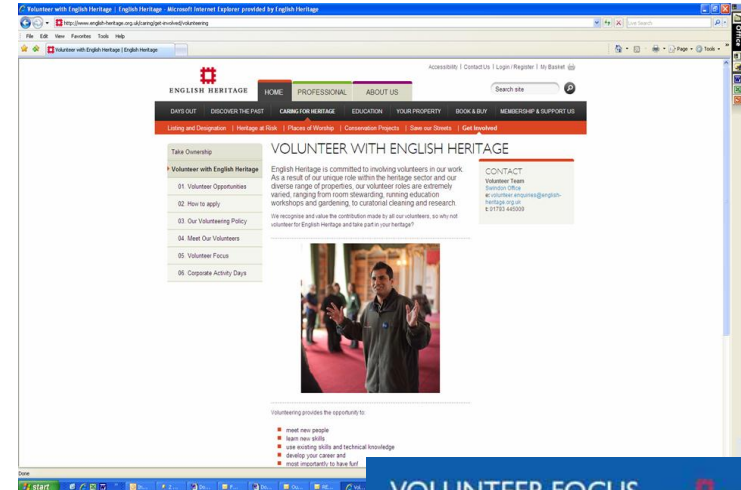 Volunteer with English Heritage | English Heritage - Microsoft Internet Explorer provided by English Heritage
http://www.english-heritage.org.uk/caring/get-involved/volunteering
Live Search
File Edit View Favorites Tools Help
Volunteer with English Heritage | English Heritage
Page Tools
Office
Accessibility | Contact Us | Login / Register | My Basket
ENGLISH HERITAGE
HOME PROFESSIONAL ABOUT US
Search site
DAYS OUT DISCOVER THE PAST CARING FOR HERITAGE EDUCATION YOUR PROPERTY BOOK & BUY MEMBERSHIP & SUPPORT US
Listing and Designation | Heritage at Risk | Places of Worship | Conservation Projects | Save our Streets | Get Involved
Take Ownership
Volunteer with English Heritage
01. Volunteer Opportunities
02. How to apply
03. Our Volunteering Policy
04. Meet Our Volunteers
05. Volunteer Focus
06. Corporate Activity Days
VOLUNTEER WITH ENGLISH HERITAGE
English Heritage is committed to involving volunteers in our work.
As a result of our unique role within the heritage sector and our
diverse range of properties, our volunteer roles are extremely
varied, ranging from room stewarding, running education
workshops and gardening, to curatorial cleaning and research.
We recognise and value the contribution made by all our volunteers, so why not
volunteer for English Heritage and take part in your heritage?
CONTACT
Volunteer Team
Swindon Office
e: volunteer.enquiries@english-
heritage.org.uk
t: 01793 445009
Volunteering provides the opportunity to:
meet new people
learn new skills
use existing skills and technical knowledge
develop your career and
most importantly to have fun!
Done
start
VOLUNTEER FOCUS